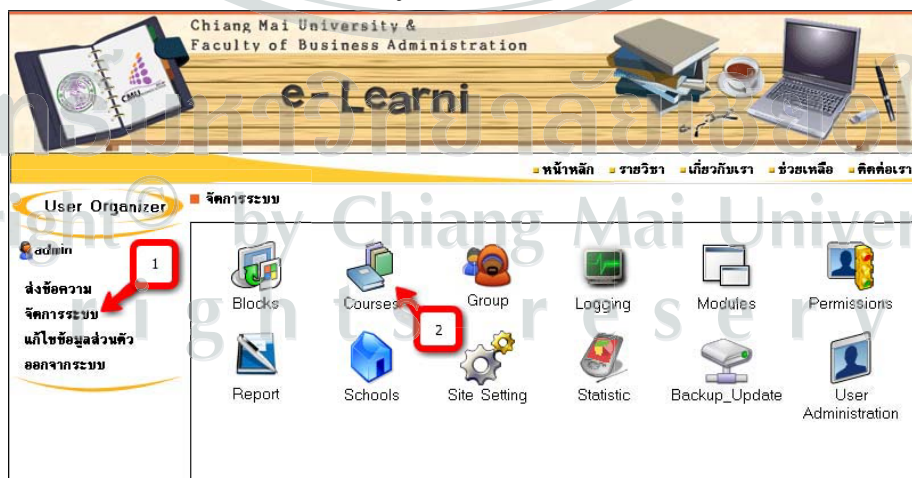 Chiang Mai University &
Faculty of Business Administration
e-Learni
CMU
หน้าหลัก รายวิชา เกี่ยวกับเรา ช่วยเหลือ ติดต่อเรา
User Organizer
จัดการระบบ
admin
1
ส่งข้อความ
จัดการระบบ
แก้ไขข้อมูลส่วนตัว
ออกจากระบบ
Blocks Courses Group Logging Modules Permissions
2
Report Schools Site Setting Statistic Backup_Update User Administration
by Chiang Mai Univer
rights reserv